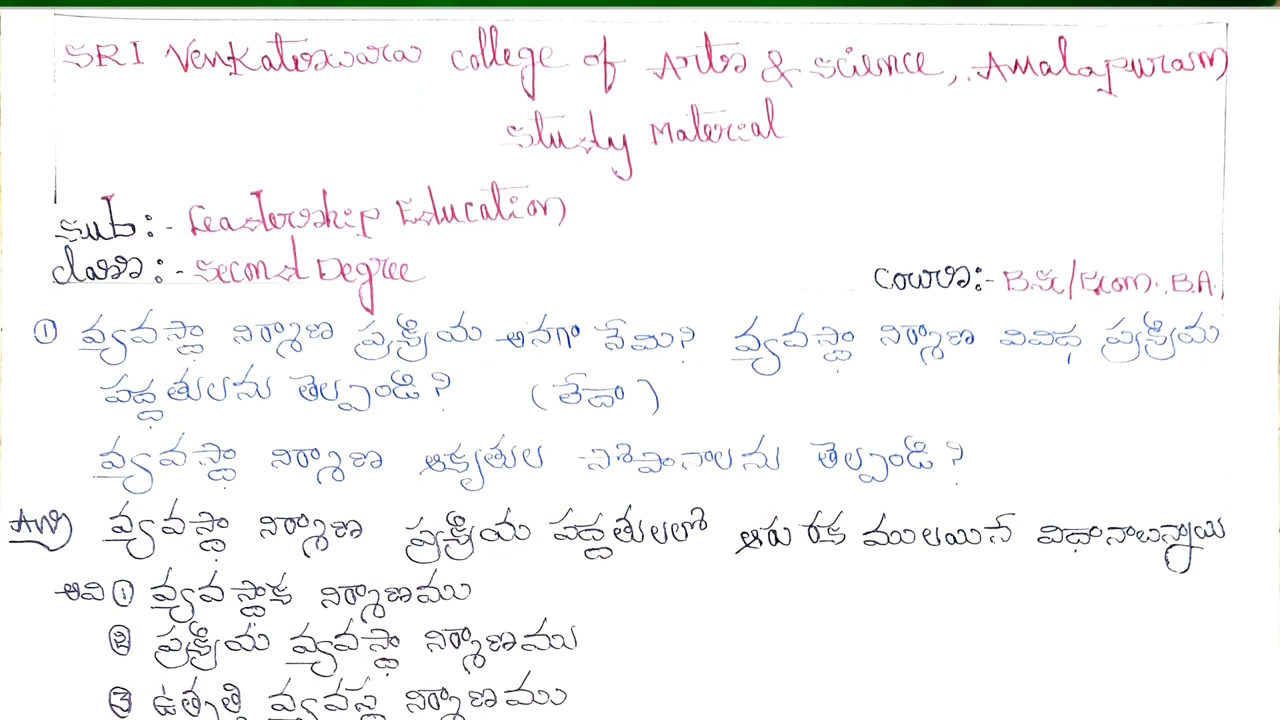 SRI Venkateswara College of Arts & Science, Amalapuram
Study Material
Sub:- Leadership Education
Class:- Second Degree
Course:- B.Sc/B.com., B.A.
① వ్యవస్థా నిర్మాణ ప్రక్రియ అనగా నేమి? వ్యవస్థా నిర్మాణ వివిధ ప్రక్రియ
పద్ధతులను తెల్పండి? (లేదా)
వ్యవస్థా నిర్మాణ ఆకృతుల నిశిపాంనాలను తెల్పండి?
Ans) వ్యవస్థా నిర్మాణ ప్రక్రియ పద్ధతులలో ఆరు రకములయినే విధానాలున్నాయి
అవి ① వ్యవస్థాక నిర్మాణము
② ప్రక్రియ వ్యవస్థా నిర్మాణము
③ ఉత్పత్తి వ్యవస్థ నిర్మాణము